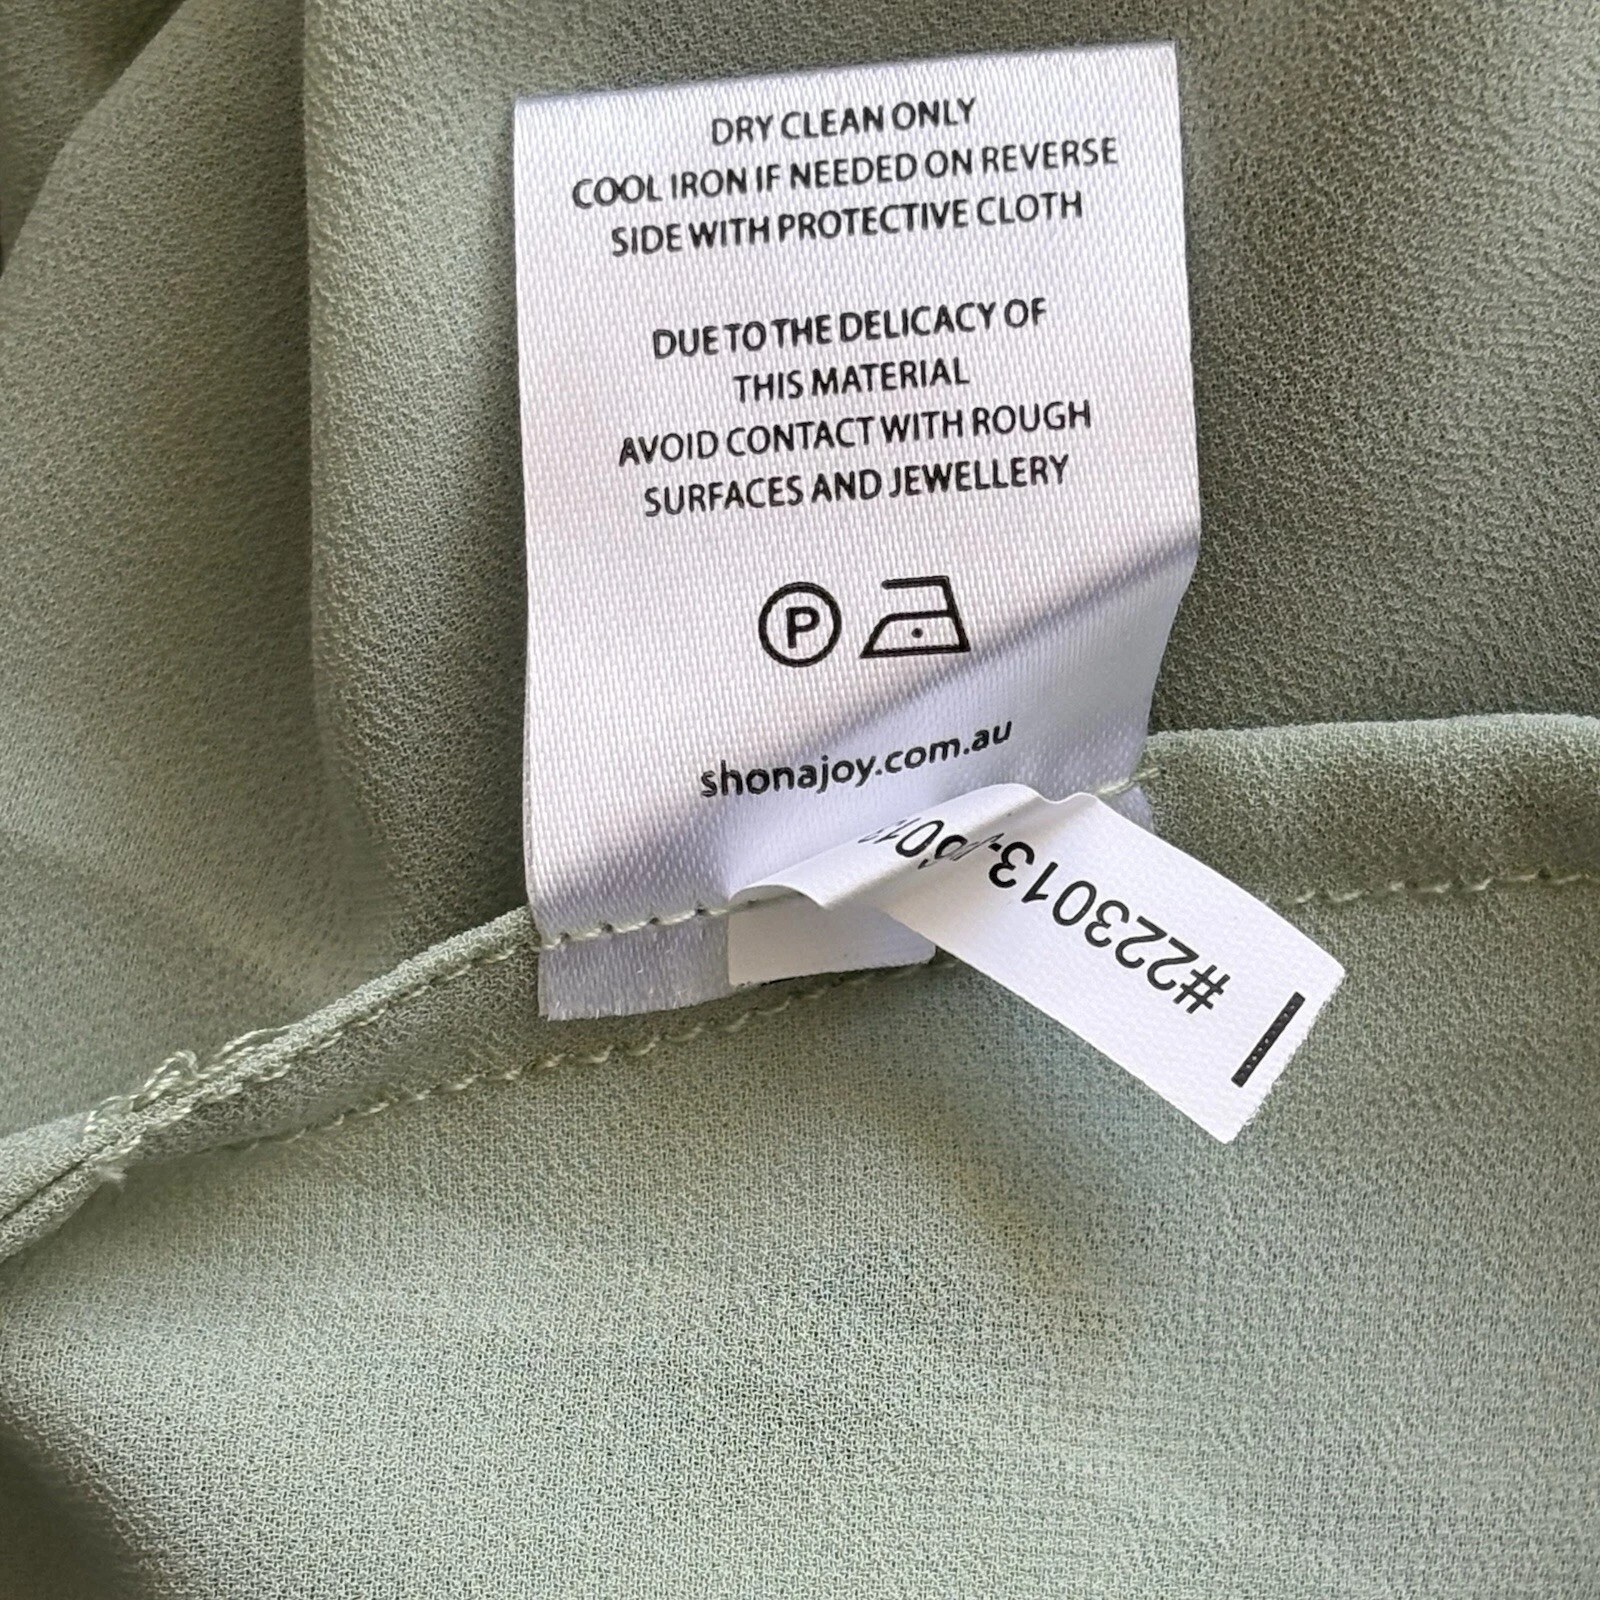 DRY CLEAN ONLY
COOL IRON IF NEEDED ON REVERSE
SIDE WITH PROTECTIVE CLOTH
DUE TO THE DELICACY OF
THIS MATERIAL
AVOID CONTACT WITH ROUGH
SURFACES AND JEWELLERY
P
shonajoy.com.au
#223013-